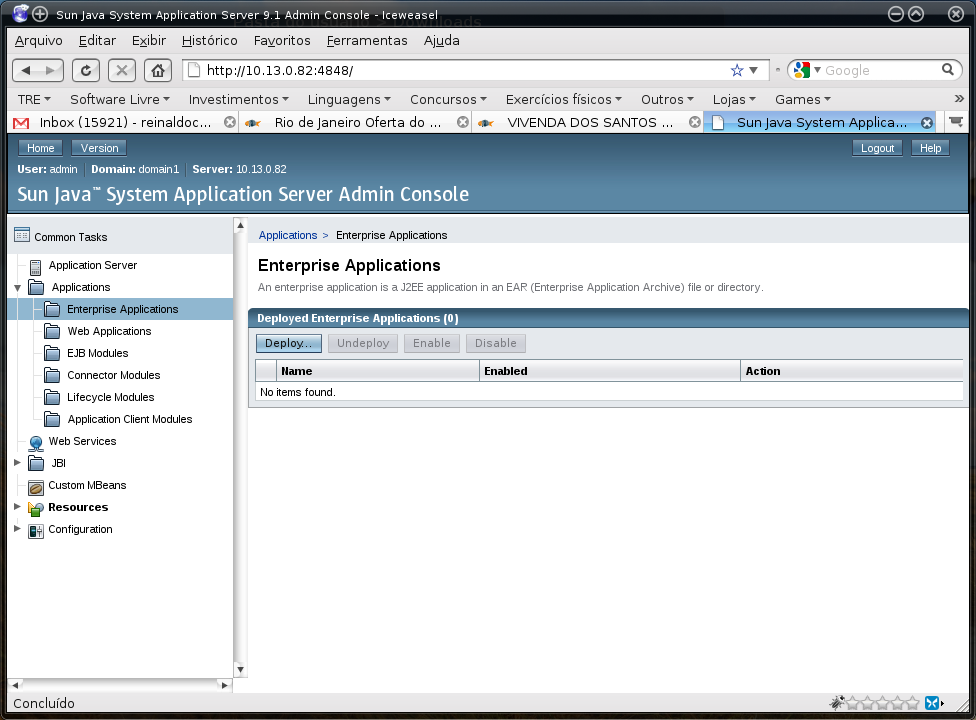 Sun Java System Application Server 9.1 Admin Console - Iceweasel
Arquivo Editar Exibir Histórico Favoritos Ferramentas Ajuda
http://10.13.0.82:4848/ Google
TRE Software Livre Investimentos Linguagens Concursos Exercícios físicos Outros Lojas Games »
Inbox (15921) - reinaldoc... Rio de Janeiro Oferta do ... VIVENDA DOS SANTOS ... Sun Java System Applica...
Home Version Logout Help
User: admin Domain: domain1 Server: 10.13.0.82
Sun Java™ System Application Server Admin Console
Common Tasks
Application Server
Applications
Enterprise Applications
Web Applications
EJB Modules
Connector Modules
Lifecycle Modules
Application Client Modules
Web Services
JBI
Custom MBeans
Resources
Configuration
Applications > Enterprise Applications
Enterprise Applications
An enterprise application is a J2EE application in an EAR (Enterprise Application Archive) file or directory.
Deployed Enterprise Applications (0)
Deploy... Undeploy Enable Disable
Name Enabled Action
No items found.
Concluído